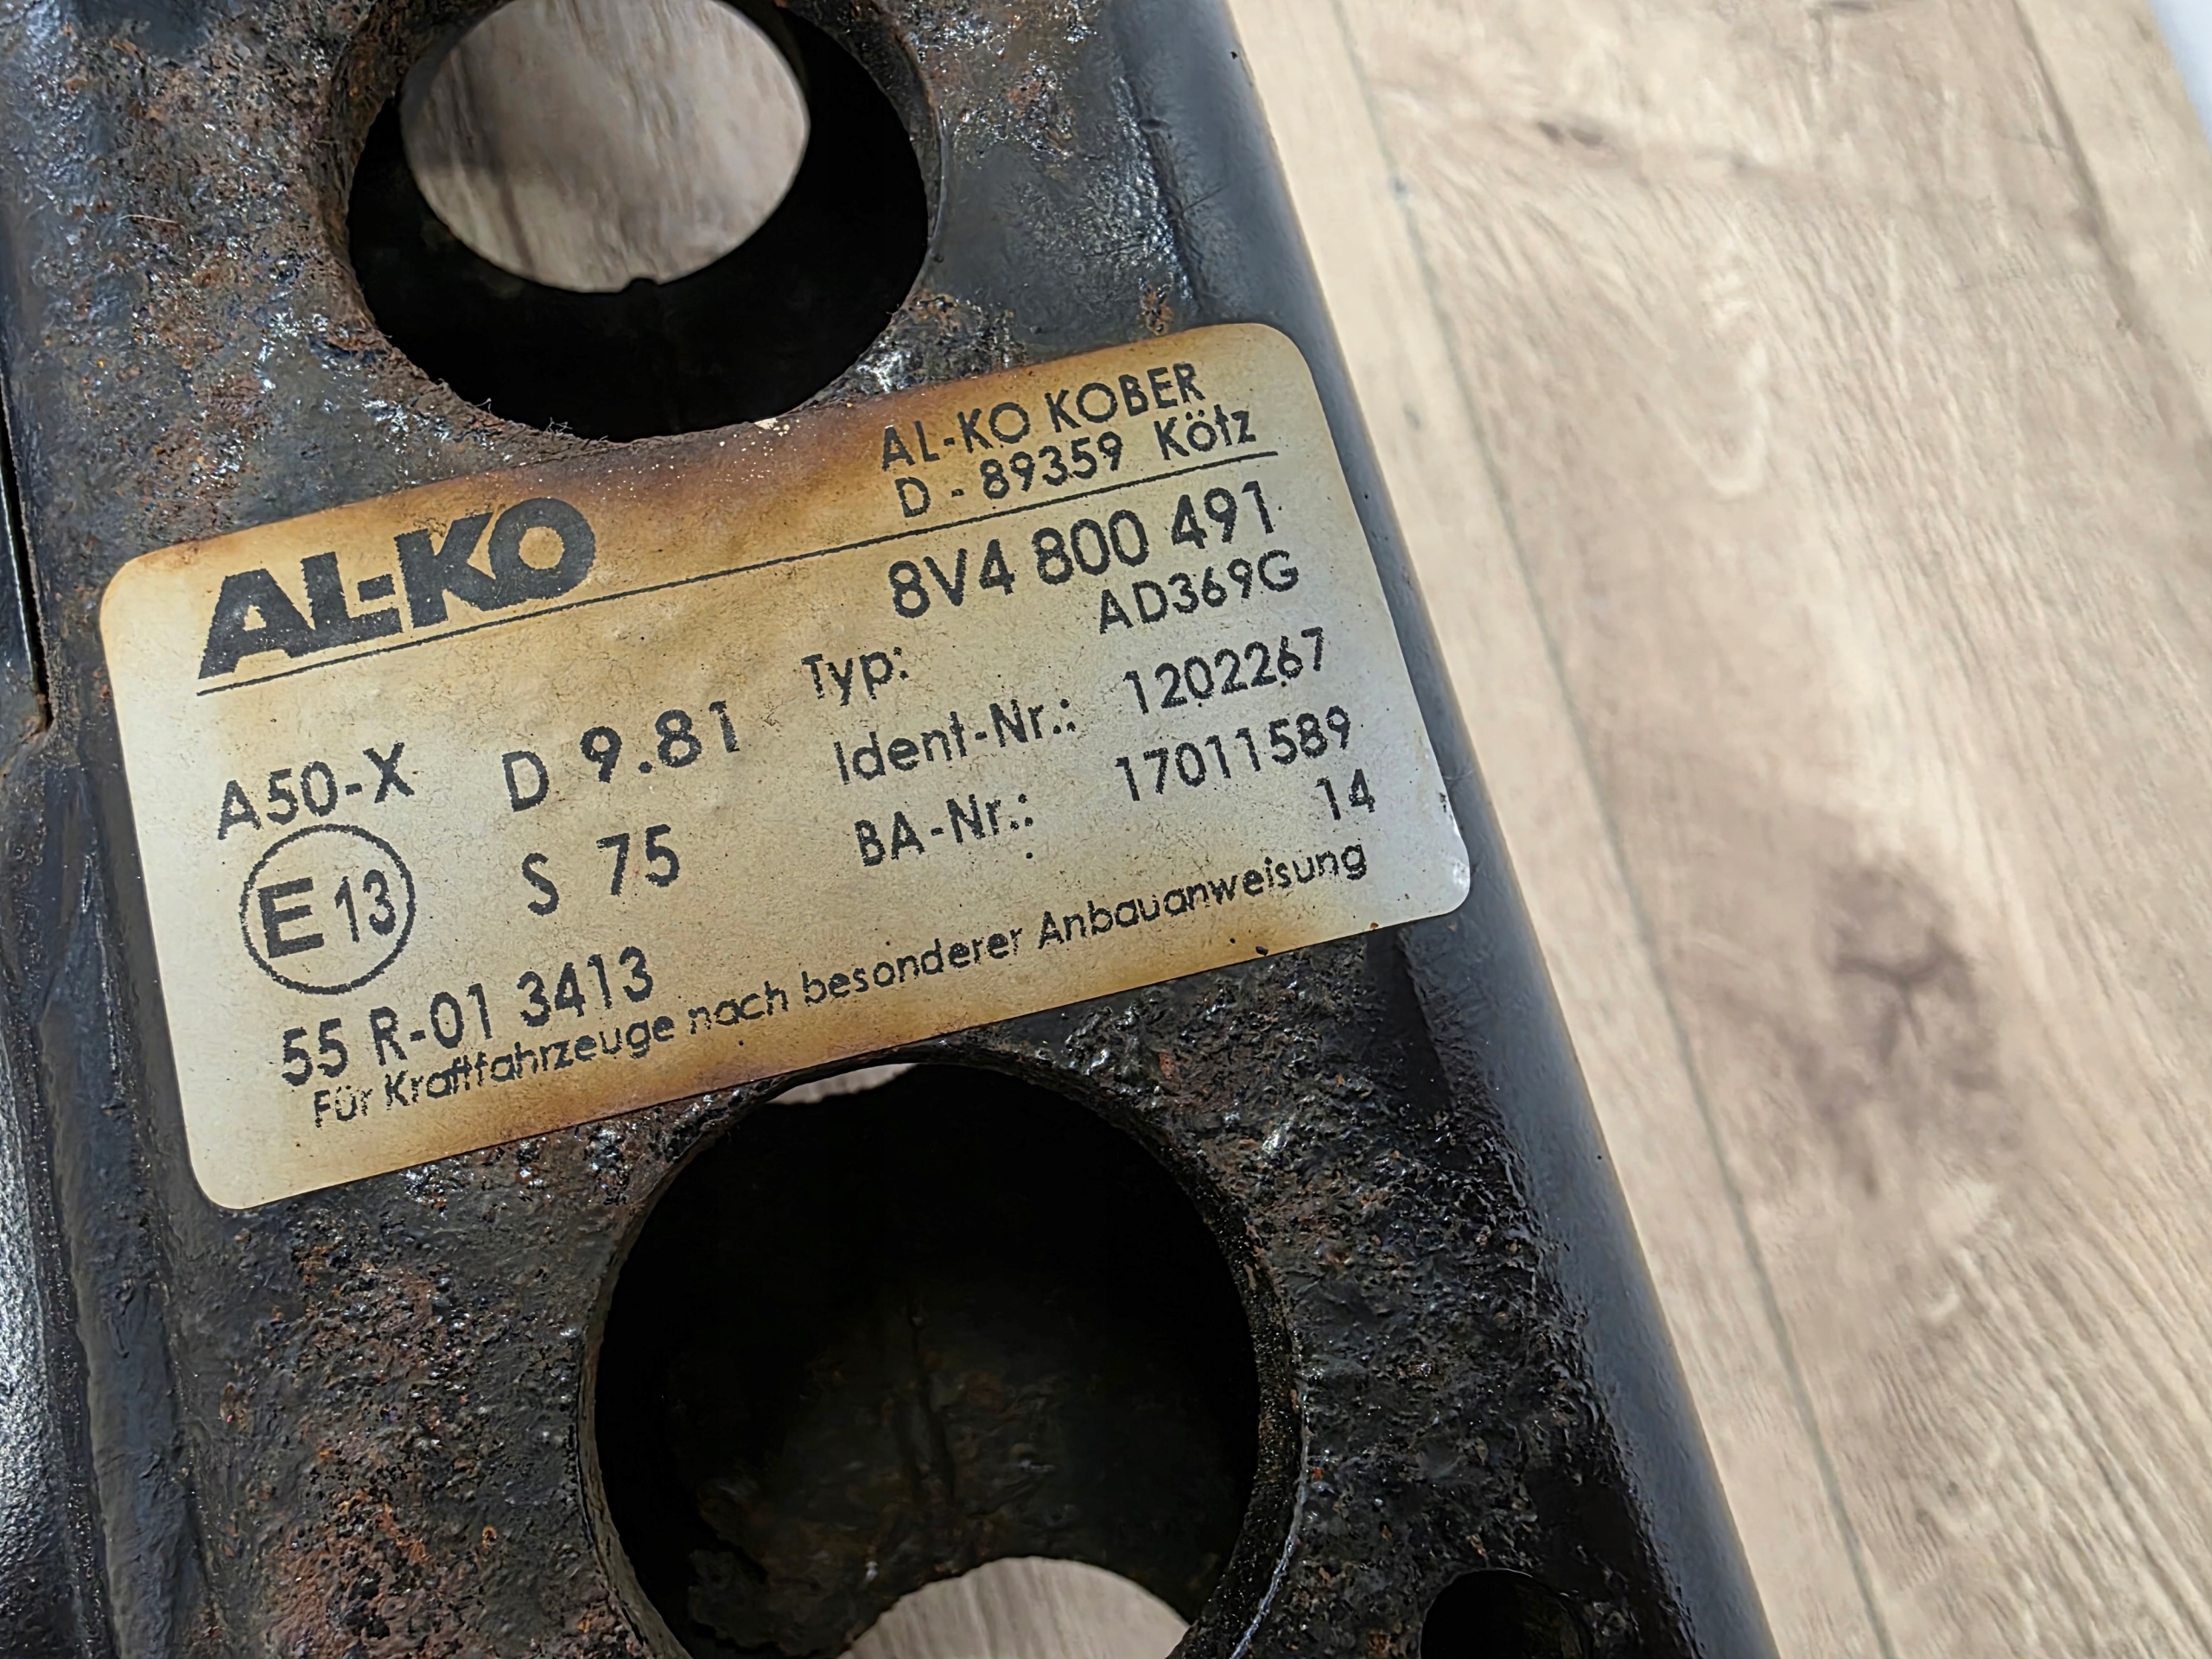 AL-KO KOBER
D - 89359 Kötz
AL-KO
8V4 800 491
Typ: AD369G
A50-X D 9.81 Ident-Nr.: 1202267
E 13 S 75 BA-Nr.: 17011589
14
55 R-01 3413
Für Kraftfahrzeuge nach besonderer Anbauanweisung